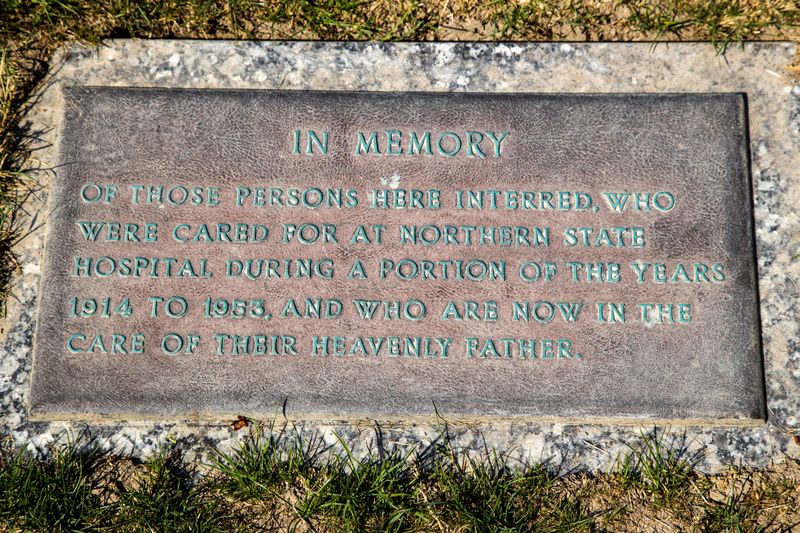 IN MEMORY
OF THOSE PERSONS HERE INTERRED, WHO
WERE CARED FOR AT NORTHERN STATE
HOSPITAL DURING A PORTION OF THE YEARS
1914 TO 1953, AND WHO ARE NOW IN THE
CARE OF THEIR HEAVENLY FATHER.